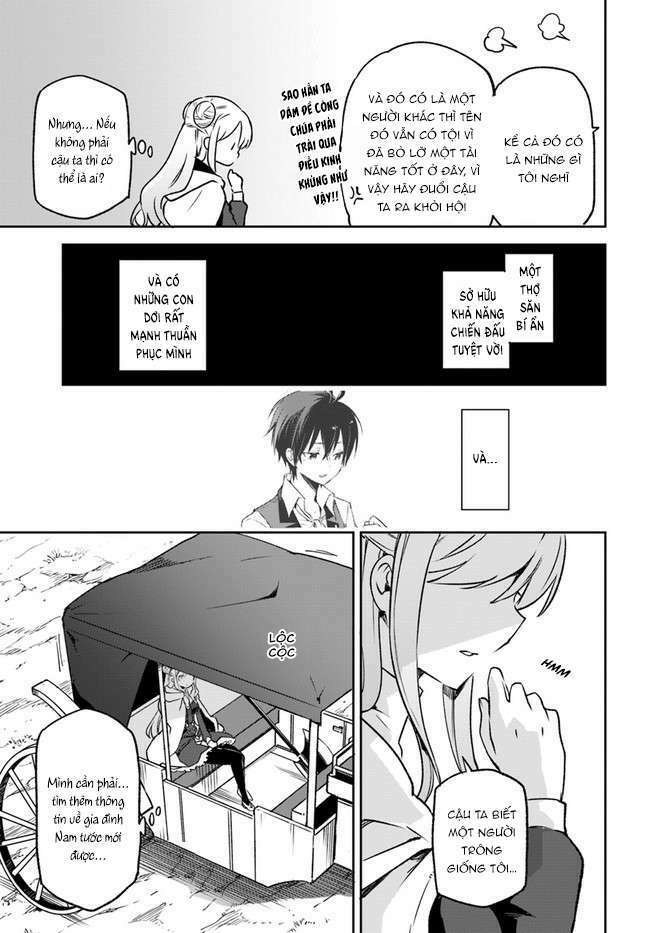 KỂ CẢ ĐÓ CÓ
LÀ NHỮNG GÌ
TÔI NGHĨ
VÀ ĐÓ CÓ LÀ MỘT
NGƯỜI KHÁC THÌ TÊN
ĐÓ VẪN CÓ TỘI VÌ
ĐÃ BỎ LỠ MỘT TÀI
NĂNG TỐT Ở ĐÂY, VÌ
VẬY HÃY ĐUỔI CẬU
TA RA KHỎI HỘI
SAO HẮN TA
DÁM ĐỂ CÔNG
CHÚA PHẢI
TRẢI QUA
ĐIỀU KINH
KHỦNG NHƯ
VẬY!!
Nhưng... Nếu
không phải
cậu ta thì có
thể là ai?
MỘT
THỢ
SĂN
BÍ ẨN
SỞ HỮU
KHẢ NĂNG
CHIẾN ĐẤU
TUYỆT VỜI
VÀ CÓ
NHỮNG CON
DƠI RẤT
MẠNH THUẦN
PHỤC MÌNH
VÀ...
HMM
CẬU TA BIẾT
MỘT NGƯỜI
TRÔNG
GIỐNG TÔI...
LỘC
CỘC
Mình cần phải...
tìm thêm thông
tin về gia đình
Nam tước mới
được...